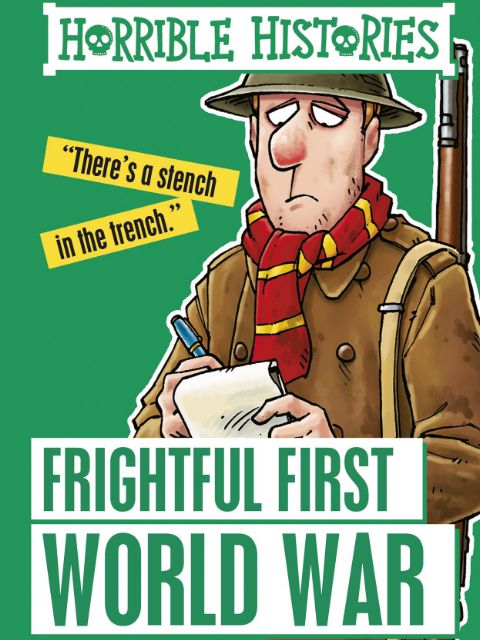 HORRIBLE HISTORIES
“There’s a stench
in the trench.”
FRIGHTFUL FIRST
WORLD WAR